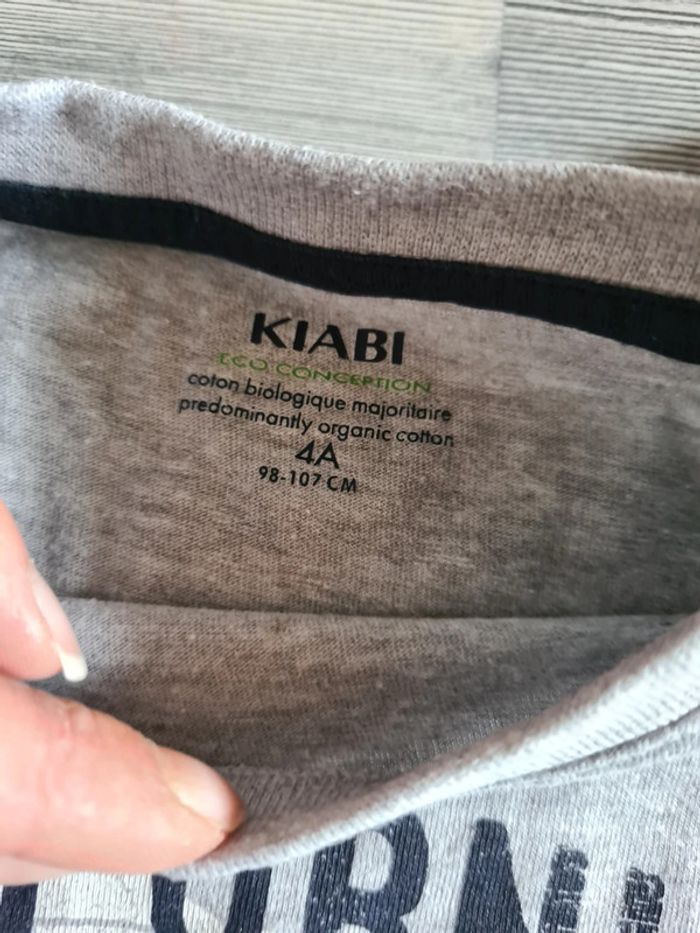 KIABI
ECO CONCEPTION
coton biologique majoritaire
predominantly organic cotton
4A
98-107 CM